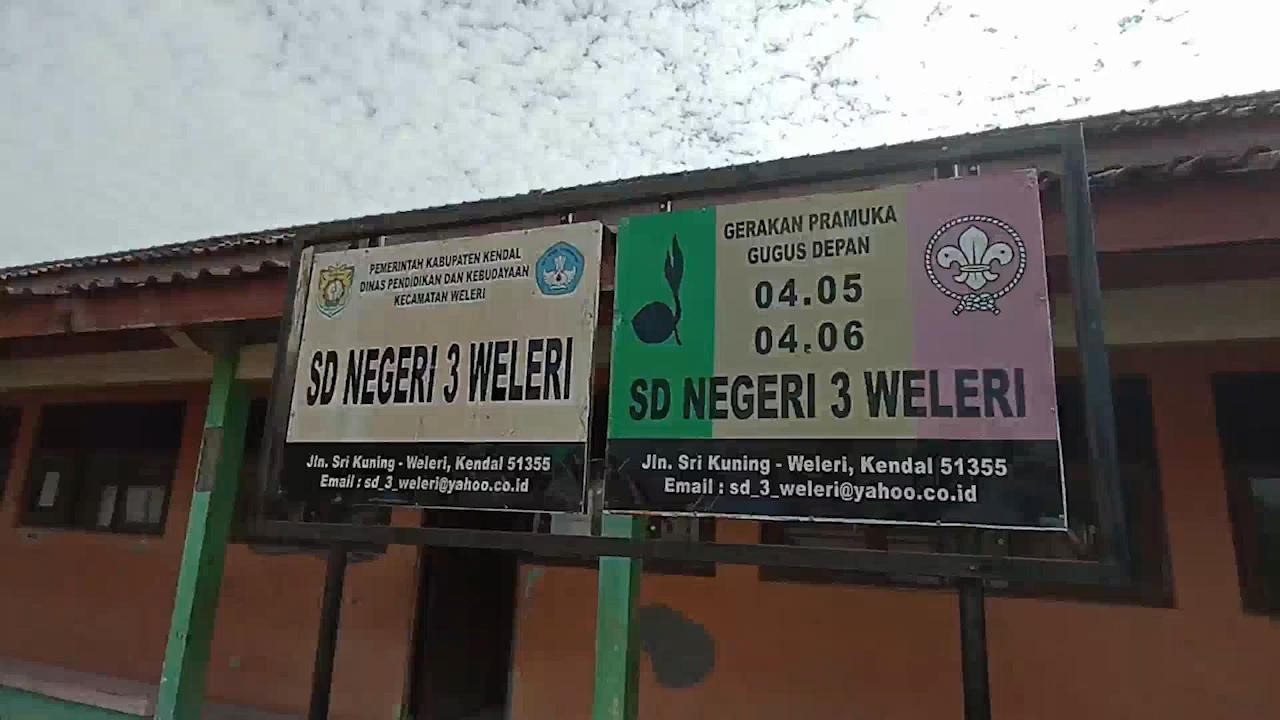 PEMERINTAH KABUPATEN KENDAL
DINAS PENDIDIKAN DAN KEBUDAYAAN
KECAMATAN WELERI
SD NEGERI 3 WELERI
Jln. Sri Kuning - Weleri, Kendal 51355
Email : sd_3_weleri@yahoo.co.id
GERAKAN PRAMUKA
GUGUS DEPAN
04.05
04.06
SD NEGERI 3 WELERI
Jln. Sri Kuning - Weleri, Kendal 51355
Email : sd_3_weleri@yahoo.co.id